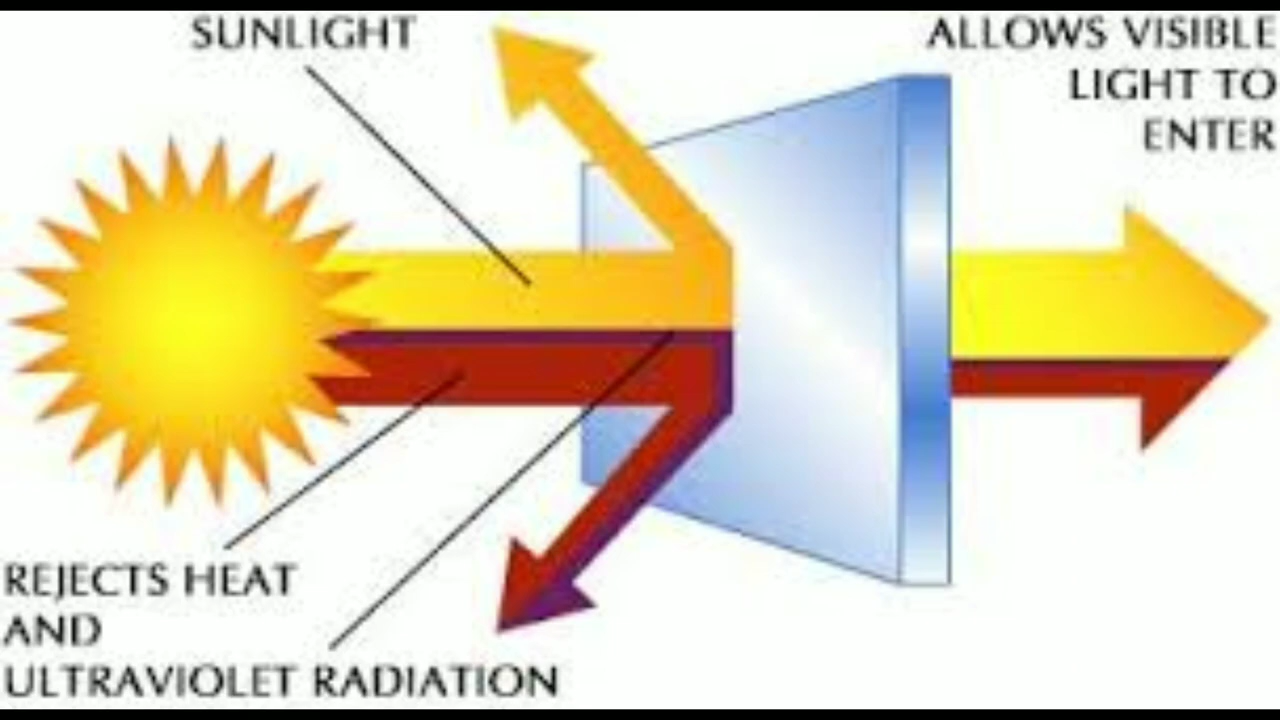 SUNLIGHT
ALLOWS VISIBLE
LIGHT TO
ENTER
REJECTS HEAT
AND
ULTRAVIOLET RADIATION